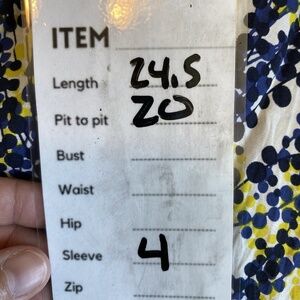 ITEM
Length 24.5
Pit to pit 20
Bust
Waist
Hip
Sleeve 4
Zip